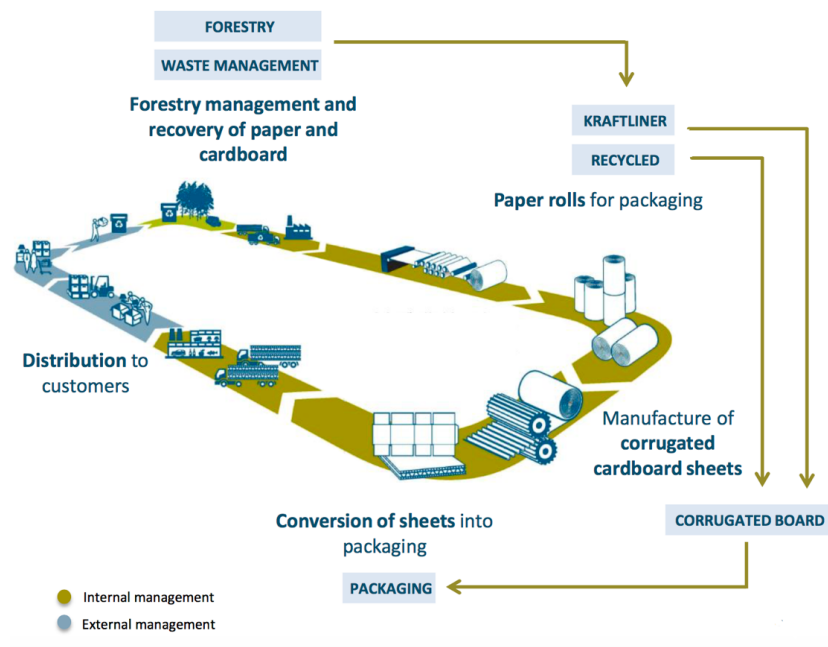 FORESTRY
WASTE MANAGEMENT
Forestry management and
recovery of paper and
cardboard
KRAFTLINER
RECYCLED
Paper rolls for packaging
Distribution to
customers
Manufacture of
corrugated
cardboard sheets
CORRUGATED BOARD
Conversion of sheets into
packaging
PACKAGING
Internal management
External management